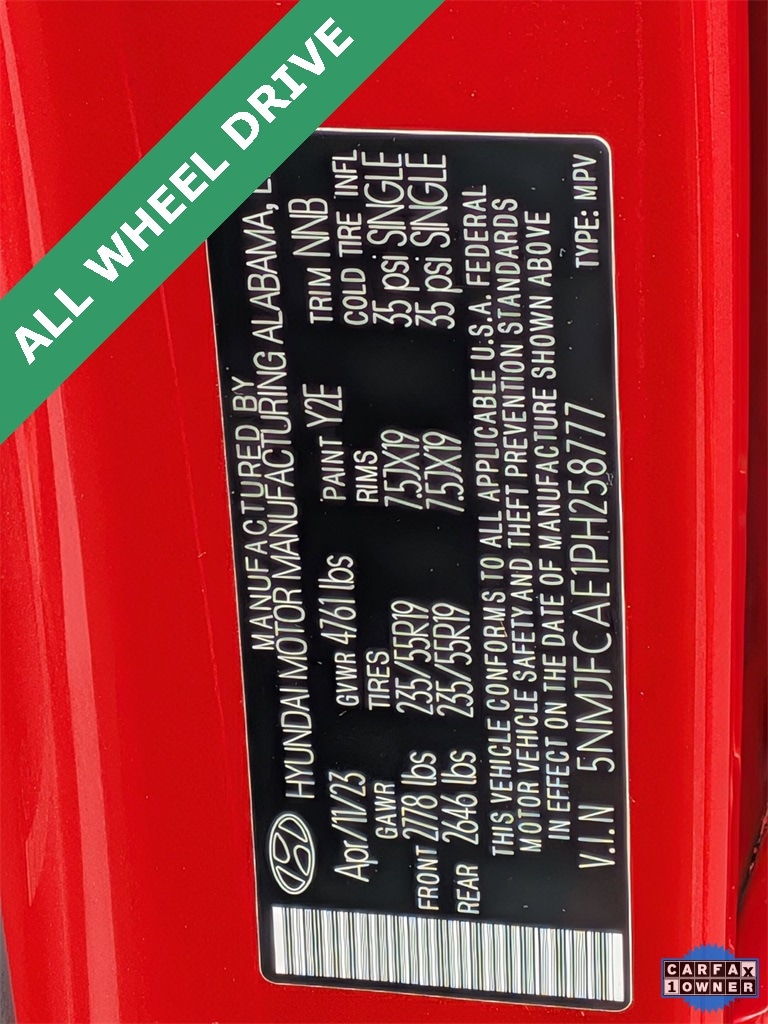 ALL WHEEL DRIVE
MANUFACTURED BY
HYUNDAI MOTOR MANUFACTURING ALABAMA,
Apr/11/23 GVWR 4761 lbs PAINT Y2E TRIM NNB
GAWR TIRES RIMS COLD TIRE INFL
FRONT 2778 lbs 235/55R19 7.5JX19 35 psi SINGLE
REAR 2646 lbs 235/55R19 7.5JX19 35 psi SINGLE
THIS VEHICLE CONFORMS TO ALL APPLICABLE U.S.A. FEDERAL
MOTOR VEHICLE SAFETY AND THEFT PREVENTION STANDARDS
IN EFFECT ON THE DATE OF MANUFACTURE SHOWN ABOVE
V.I.N 5NMJFCAE1PH258777 TYPE: MPV
CARFAX
1 OWNER